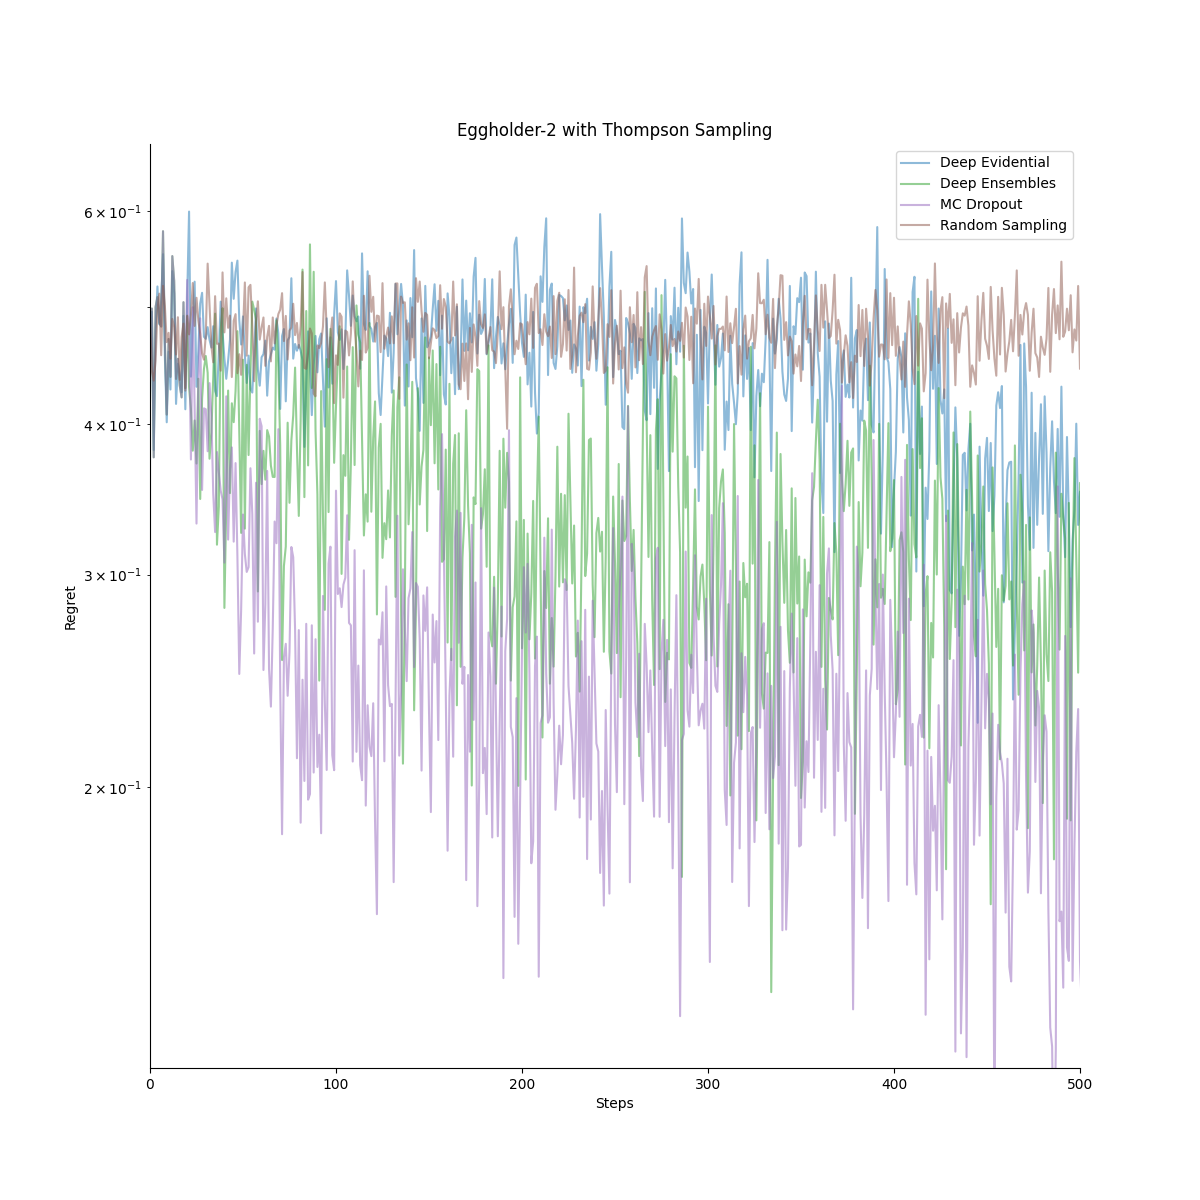 Eggholder-2 with Thompson Sampling
Deep Evidential
Deep Ensembles
MC Dropout
Random Sampling
6 × 10⁻¹
4 × 10⁻¹
3 × 10⁻¹
2 × 10⁻¹
Regret
0 100 200 300 400 500
Steps